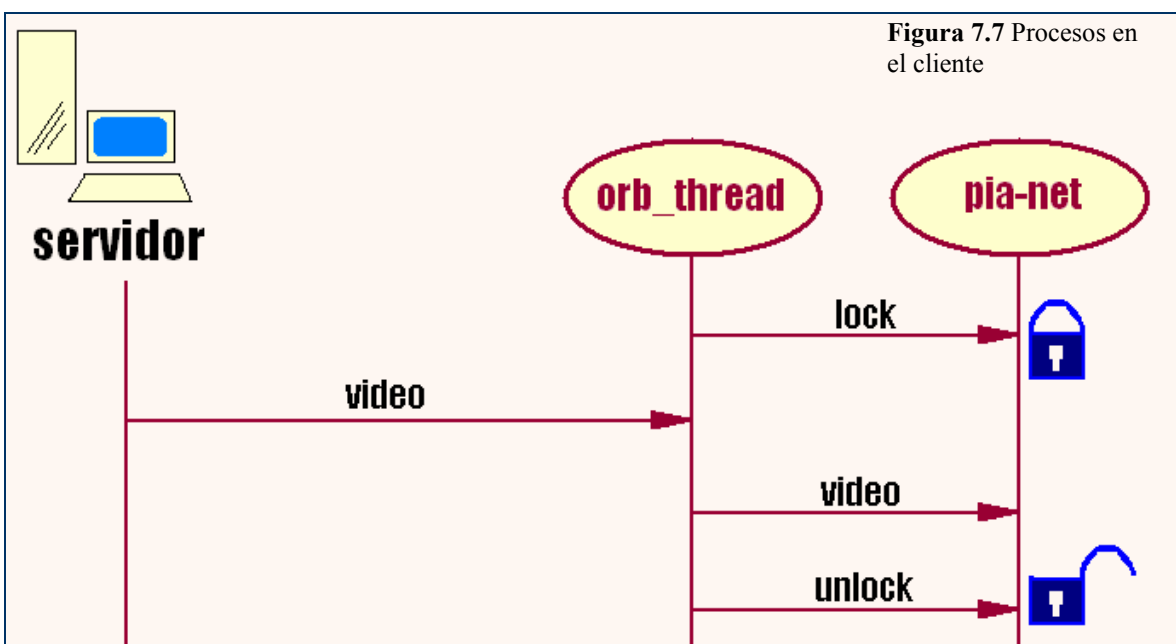 Figura 7.7 Procesos en
el cliente
servidor
orb_thread
pia-net
lock
video
video
unlock